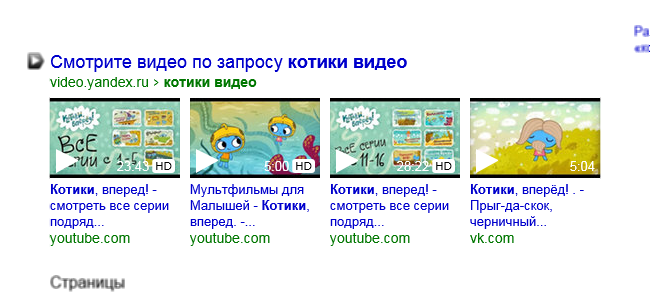 Ра
Смотрите видео по запросу котики видео
video.yandex.ru > котики видео
Котики, вперед!
ВСЕ
СЕРИИ С 1-5
23:43 HD
5:00 HD
Котики, вперед!
ВСЕ СЕРИИ
11-16
28:22 HD
5:04
Котики, вперед! -
смотреть все серии
подряд...
youtube.com
Мультфильмы для
Малышей - Котики,
вперед. -...
youtube.com
Котики, вперед! -
смотреть все серии
подряд...
youtube.com
Котики, вперёд! . -
Прыг-да-скок,
черничный...
vk.com
Страницы